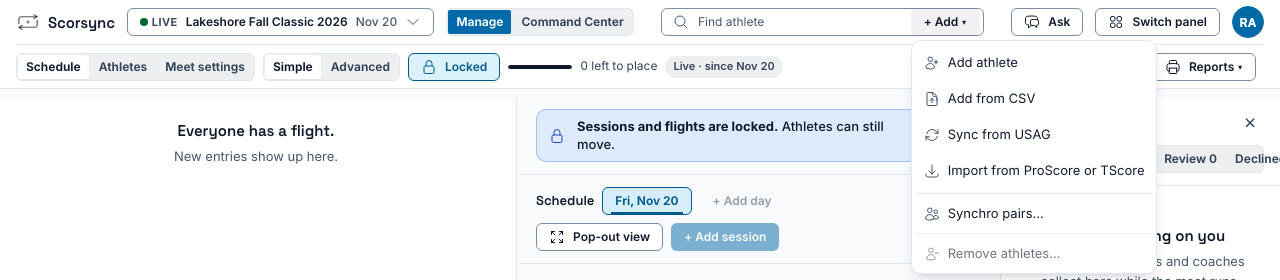 Scorsync
LIVE Lakeshore Fall Classic 2026 Nov 20
Manage Command Center
Find athlete
+ Add ▾
Ask
Switch panel
RA
Schedule Athletes Meet settings
Simple Advanced
Locked
0 left to place
Live · since Nov 20
Reports ▾
Add athlete
Add from CSV
Sync from USAG
Import from ProScore or TScore
Synchro pairs...
Remove athletes...
Everyone has a flight.
New entries show up here.
Sessions and flights are locked. Athletes can still
move.
Schedule Fri, Nov 20 + Add day
Pop-out view + Add session
Review 0
on you
s and coaches